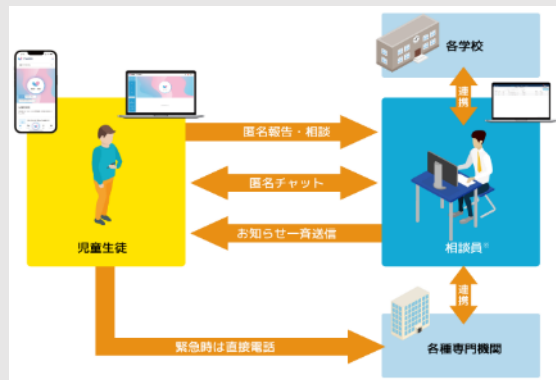 各学校
連携
匿名報告・相談
匿名チャット
お知らせ一斉送信
児童生徒
相談員※
連携
緊急時は直接電話
各種専門機関